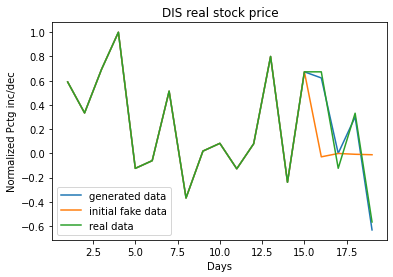 DIS real stock price
Normalized Pctg inc/dec
1.0
0.8
0.6
0.4
0.2
0.0
−0.2
−0.4
−0.6
generated data
initial fake data
real data
2.5 5.0 7.5 10.0 12.5 15.0 17.5
Days